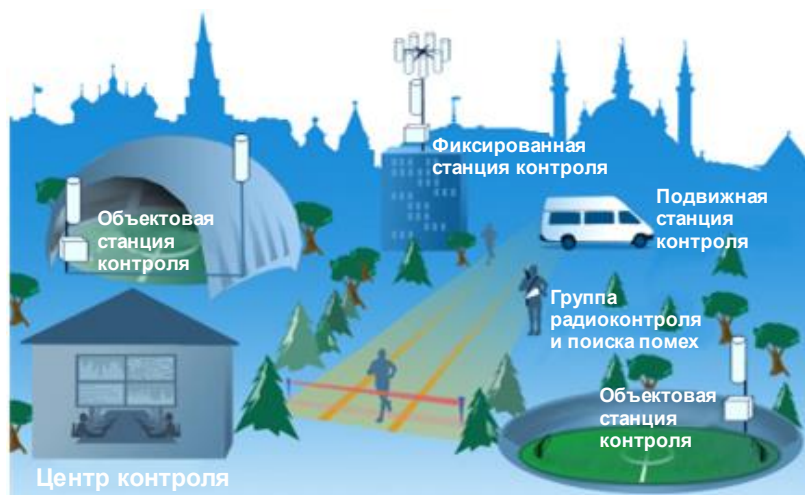 Фиксированная
станция контроля
Подвижная
станция
контроля
Объектовая
станция
контроля
Группа
радиоконтроля
и поиска помех
Объектовая
станция
контроля
Центр контроля